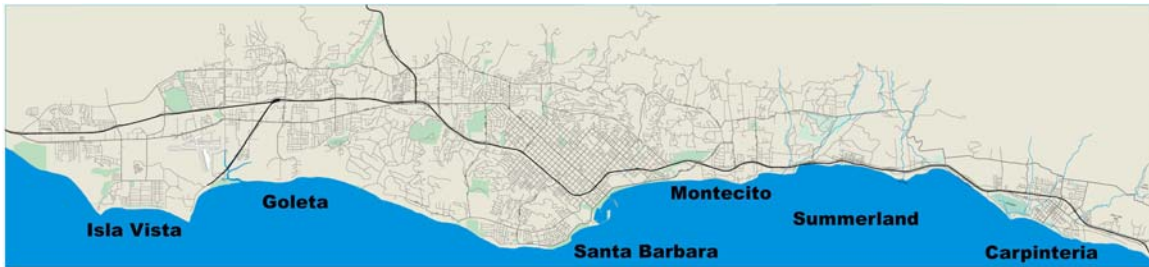 Isla Vista
Goleta
Santa Barbara
Montecito
Summerland
Carpinteria